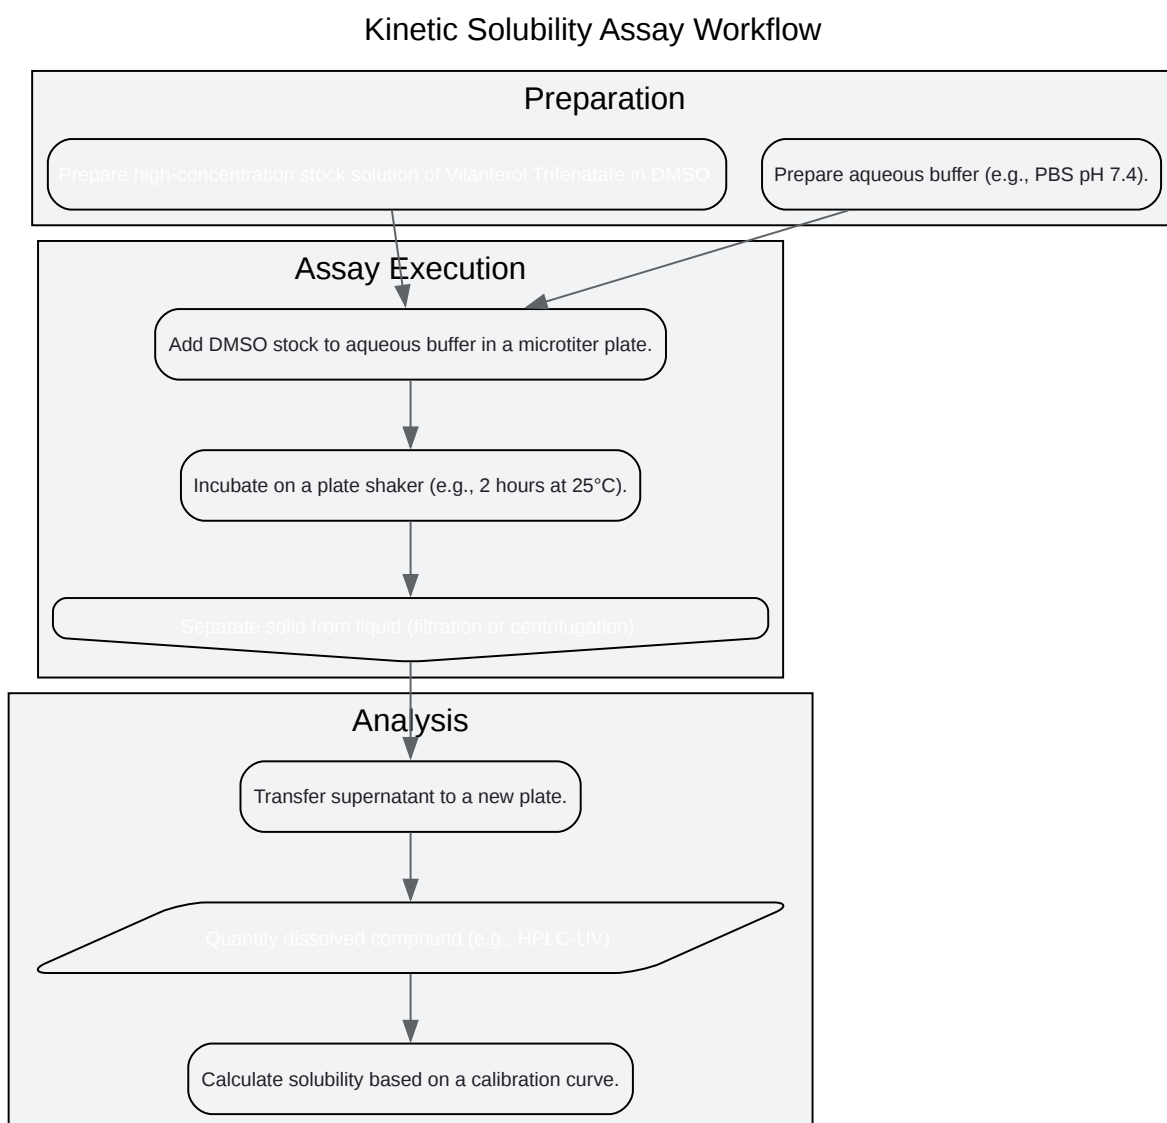 Kinetic Solubility Assay Workflow
Preparation
Prepare high-concentration stock solution of Vilanterol Trifenatate in DMSO.
Prepare aqueous buffer (e.g., PBS pH 7.4).
Assay Execution
Add DMSO stock to aqueous buffer in a microtiter plate.
Incubate on a plate shaker (e.g., 2 hours at 25°C).
Separate solid from liquid (filtration or centrifugation).
Analysis
Transfer supernatant to a new plate.
Quantify dissolved compound (e.g., HPLC-UV).
Calculate solubility based on a calibration curve.